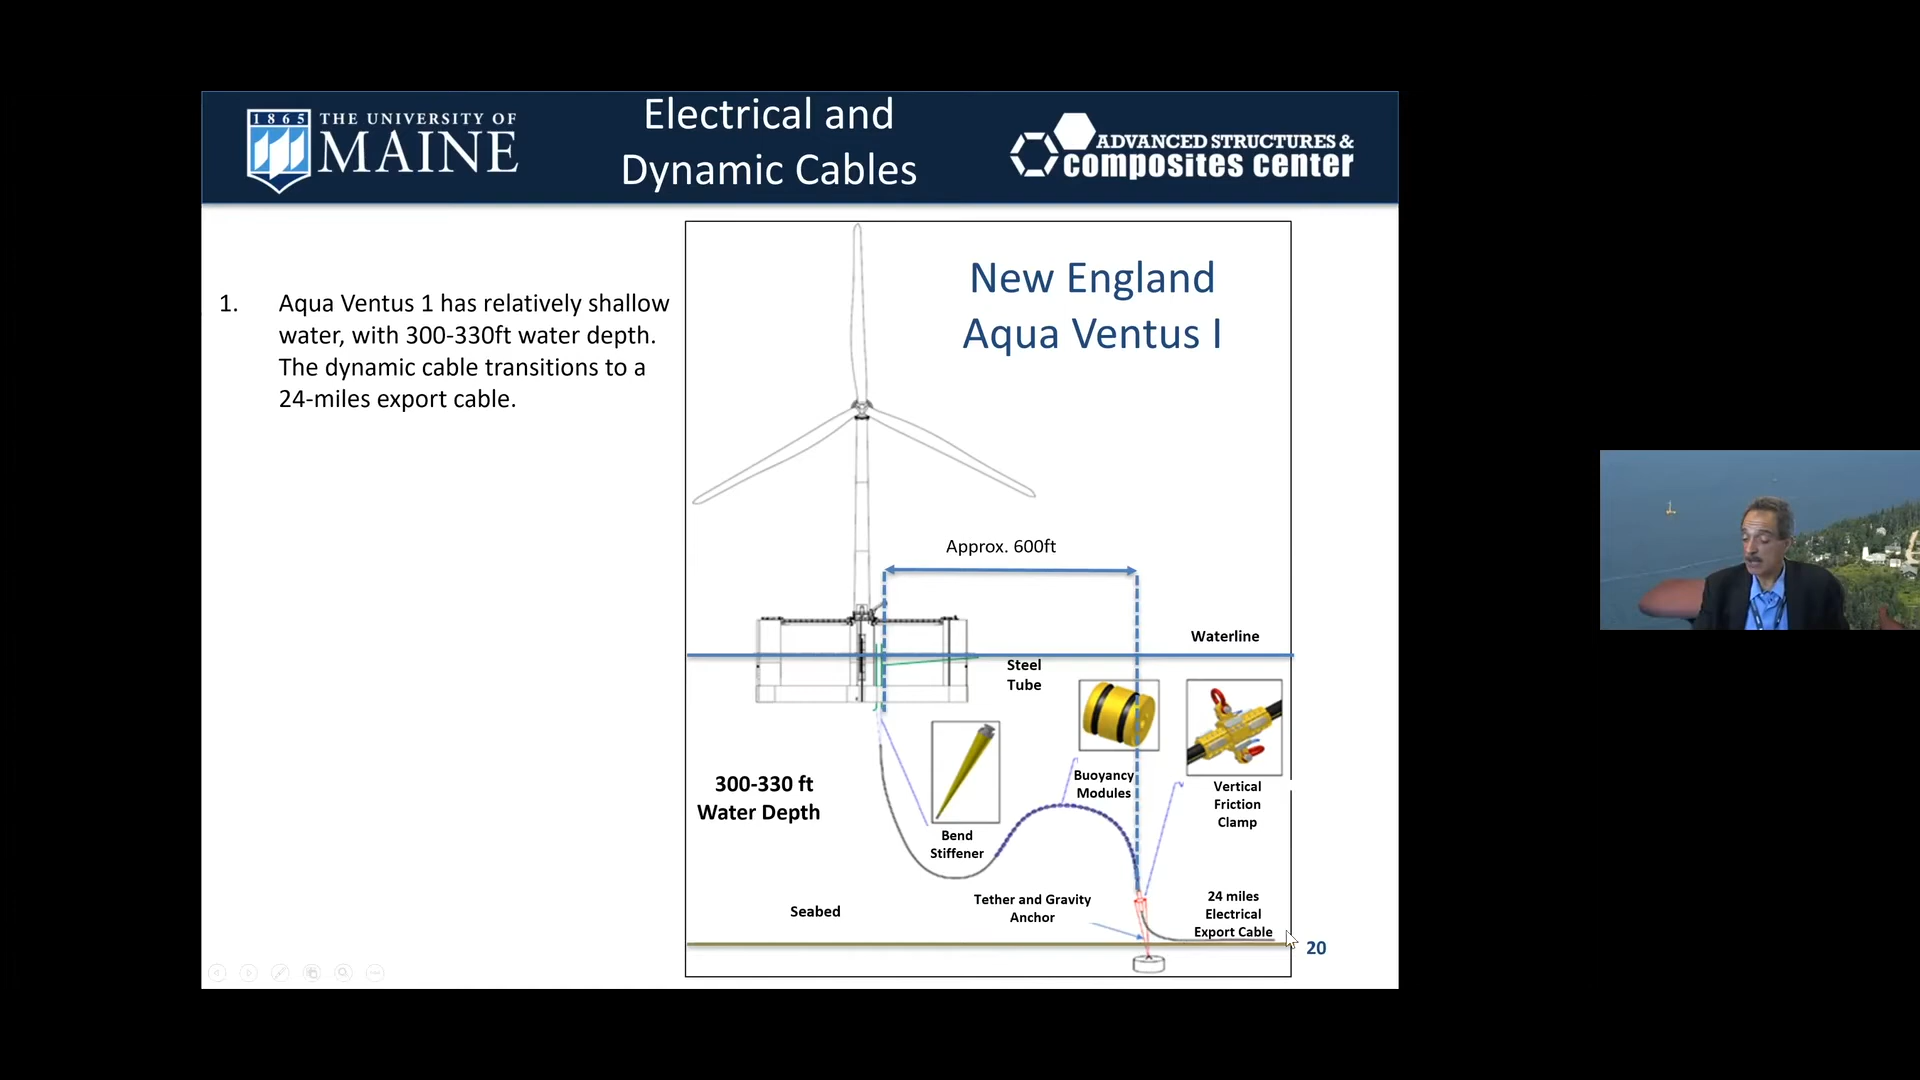 1865
THE UNIVERSITY OF
MAINE
Electrical and
Dynamic Cables
ADVANCED STRUCTURES &
composites center
1. Aqua Ventus 1 has relatively shallow
water, with 300-330ft water depth.
The dynamic cable transitions to a
24-miles export cable.
New England
Aqua Ventus I
Approx. 600ft
Waterline
Steel
Tube
Buoyancy
Modules
Vertical
Friction
Clamp
300-330 ft
Water Depth
Bend
Stiffener
Tether and Gravity
Anchor
24 miles
Electrical
Export Cable
Seabed
20